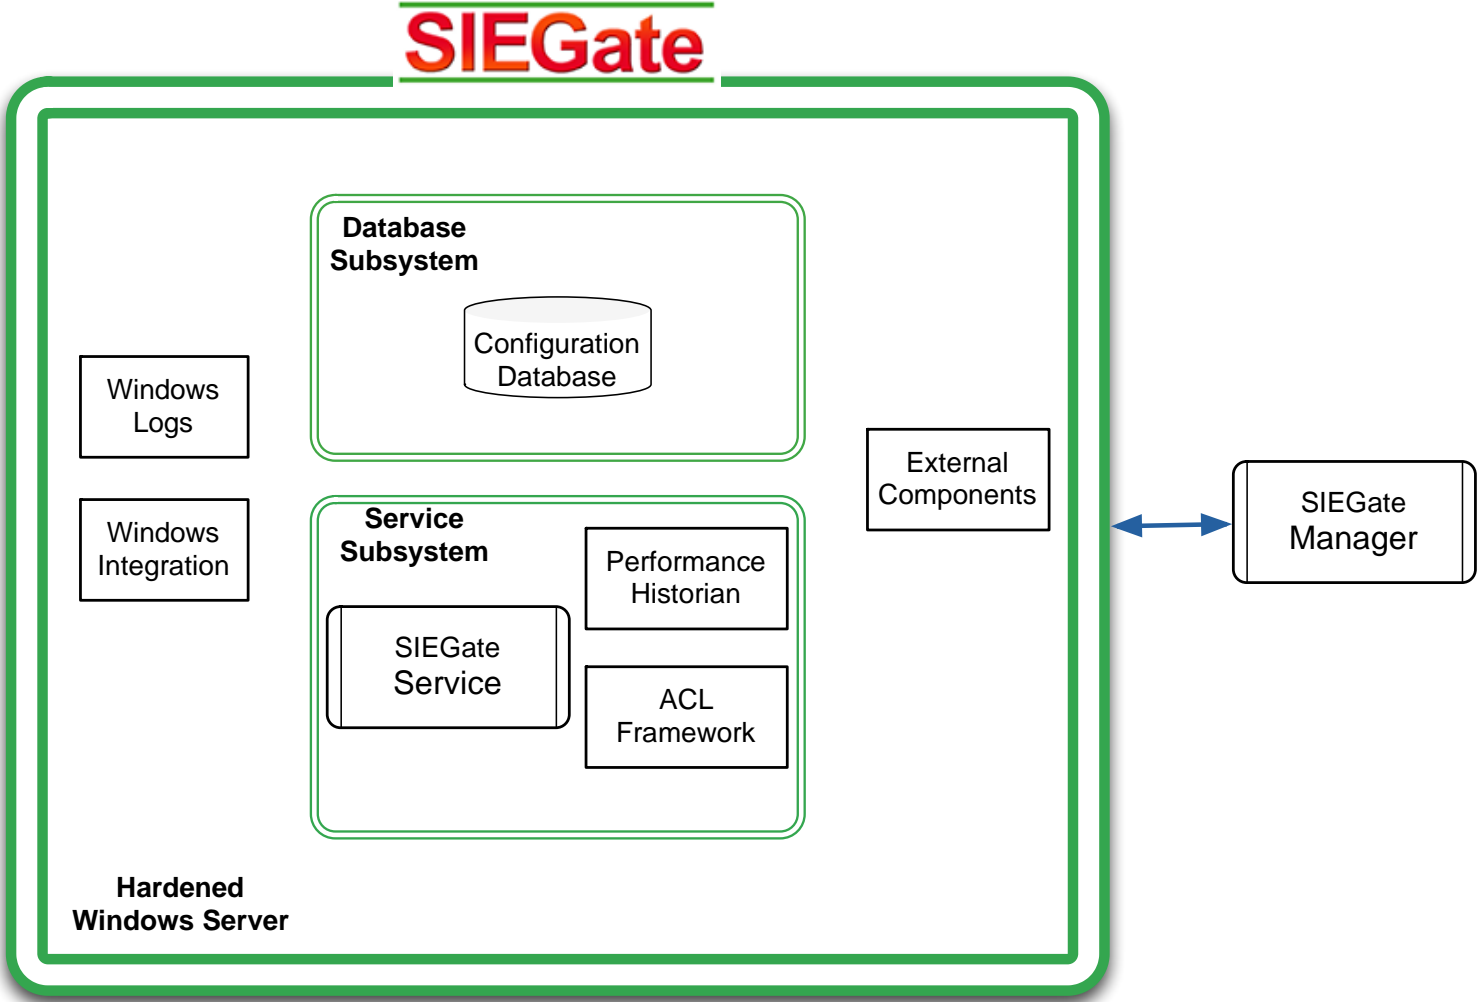 SIEGate
Database
Subsystem
Configuration
Database
Windows
Logs
External
Components
SIEGate
Manager
Windows
Integration
Service
Subsystem
Performance
Historian
SIEGate
Service
ACL
Framework
Hardened
Windows Server